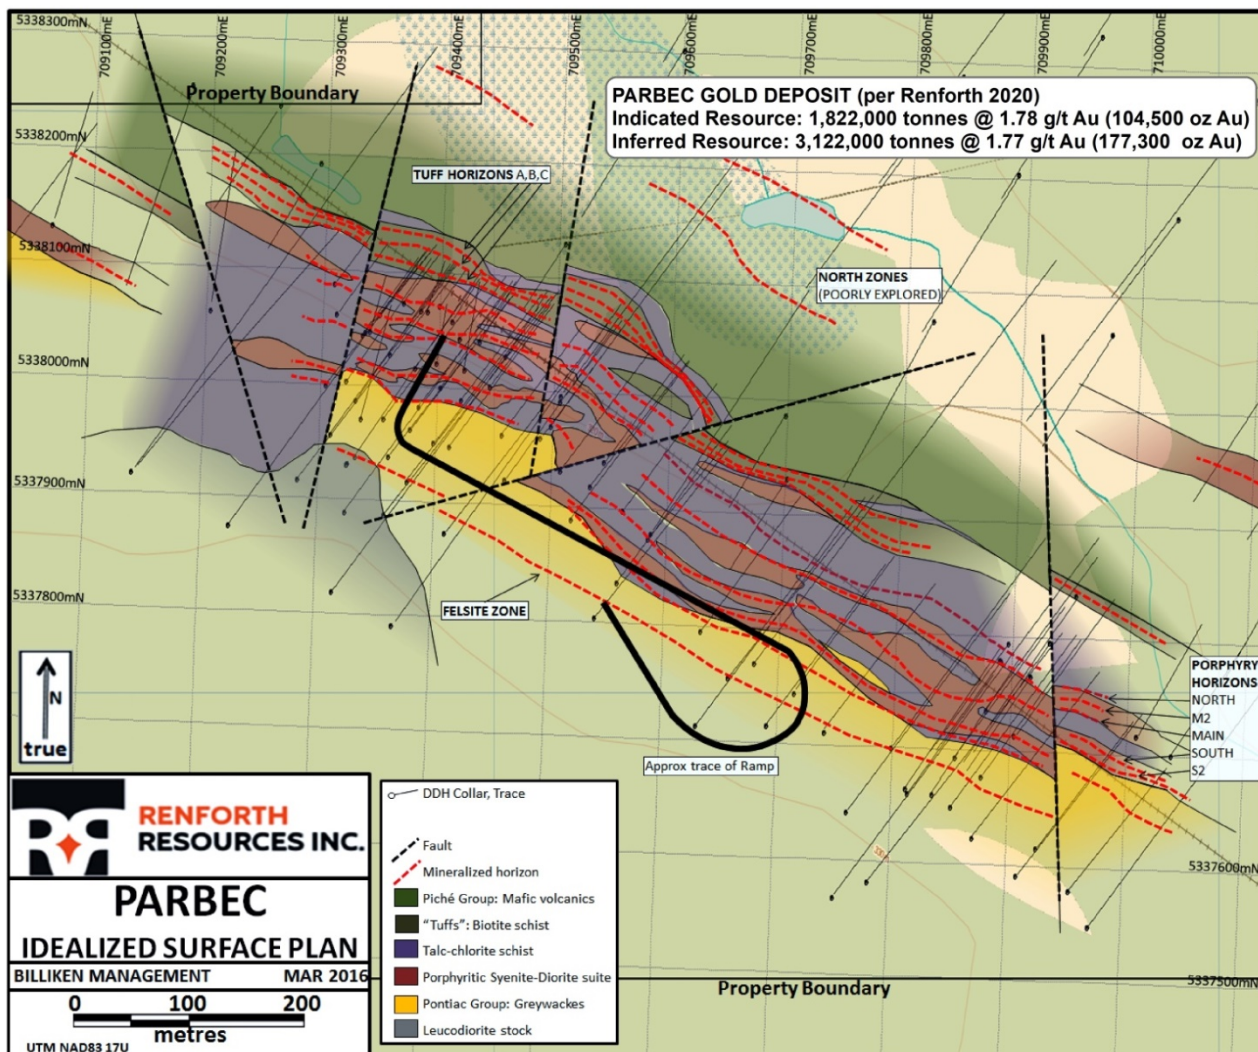 5338300mN
709100mE
709200mE
709300mE
709400mE
709500mE
709600mE
709700mE
709800mE
709900mE
710000mE
Property Boundary
PARBEC GOLD DEPOSIT (per Renforth 2020)
Indicated Resource: 1,822,000 tonnes @ 1.78 g/t Au (104,500 oz Au)
Inferred Resource: 3,122,000 tonnes @ 1.77 g/t Au (177,300 oz Au)
5338200mN
TUFF HORIZONS A,B,C
5338100mN
NORTH ZONES
(POORLY EXPLORED)
5338000mN
5337900mN
5337800mN
FELSITE ZONE
N
true
PORPHYRY
HORIZONS
NORTH
M2
MAIN
SOUTH
S2
Approx trace of Ramp
5337600mN
5337500mN
Property Boundary
RENFORTH
RESOURCES INC.
PARBEC
IDEALIZED SURFACE PLAN
BILLIKEN MANAGEMENT MAR 2016
0 100 200
metres
UTM NAD83 17U
DDH Collar, Trace
Fault
Mineralized horizon
Piché Group: Mafic volcanics
“Tuffs”: Biotite schist
Talc-chlorite schist
Porphyritic Syenite-Diorite suite
Pontiac Group: Greywackes
Leucodiorite stock